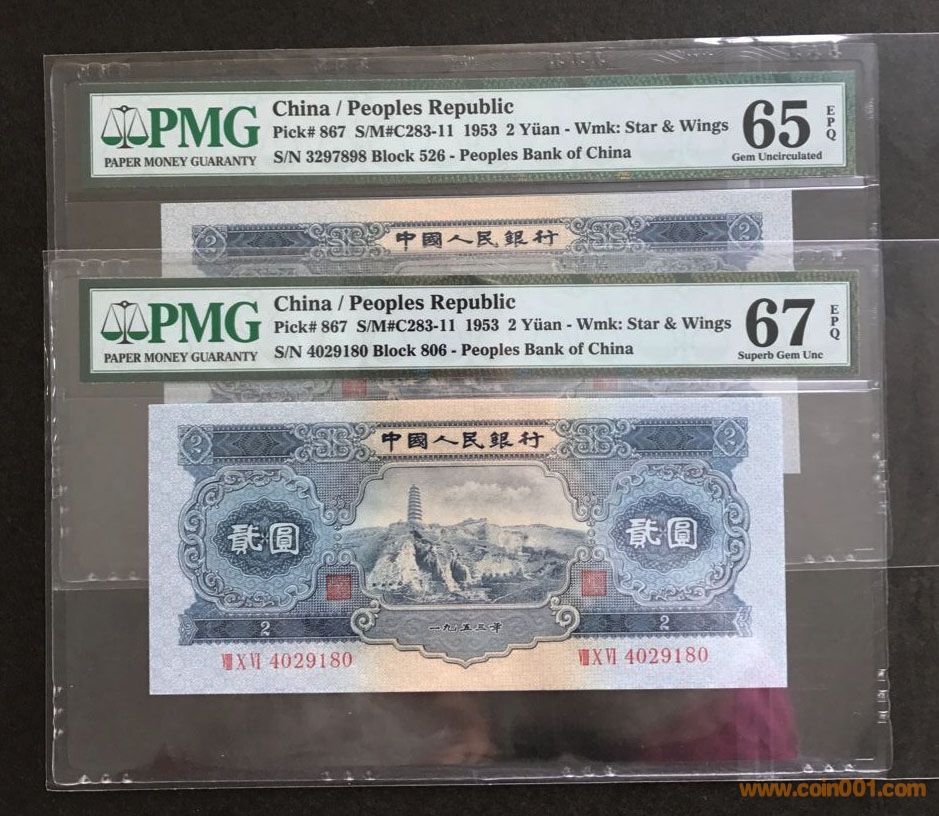 PMG
PAPER MONEY GUARANTY
China / Peoples Republic
Pick# 867 S/M#C283-11 1953 2 Yüan - Wmk: Star & Wings
S/N 3297898 Block 526 - Peoples Bank of China
65
Gem Uncirculated
EPQ
2
中國人民銀行
2
PMG
PAPER MONEY GUARANTY
China / Peoples Republic
Pick# 867 S/M#C283-11 1953 2 Yüan - Wmk: Star & Wings
S/N 4029180 Block 806 - Peoples Bank of China
67
Superb Gem Unc
EPQ
2
中國人民銀行
2
貳圓
貳圓
2
一九五三年
2
VIII X VI 4029180
VIII X VI 4029180
www.coin001.com